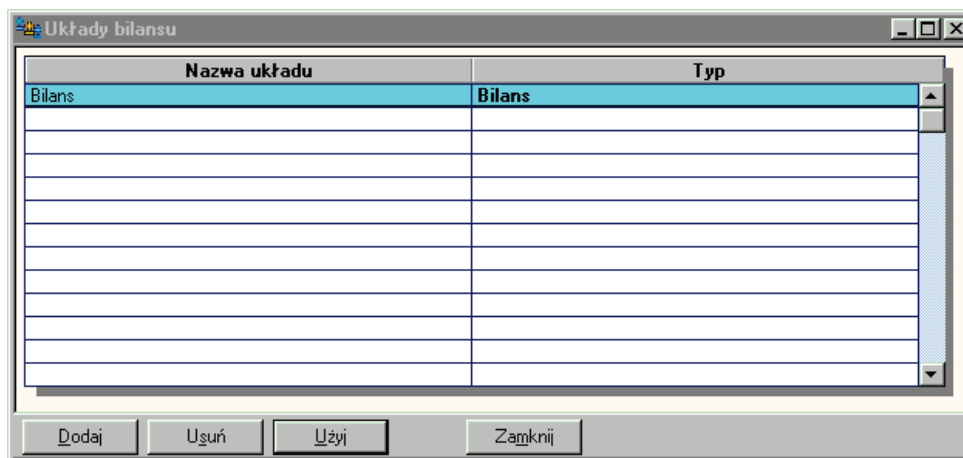 Układy bilansu
Nazwa układu Typ
Bilans Bilans
Dodaj Usuń Użyj Zamknij